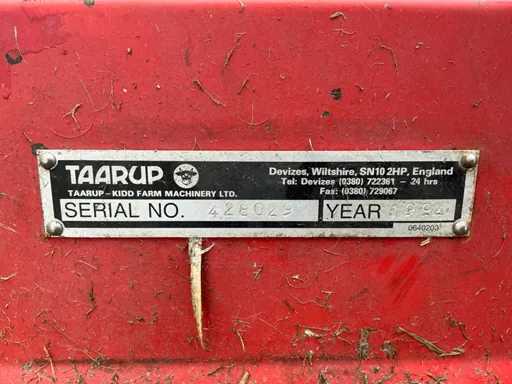 TAARUP
TAARUP-KIDD FARM MACHINERY LTD.
Devizes, Wiltshire, SN10 2HP, England
Tel: Devizes (0380) 722361 - 24 hrs
Fax: (0380) 729067
SERIAL NO. 428029
YEAR
0640203